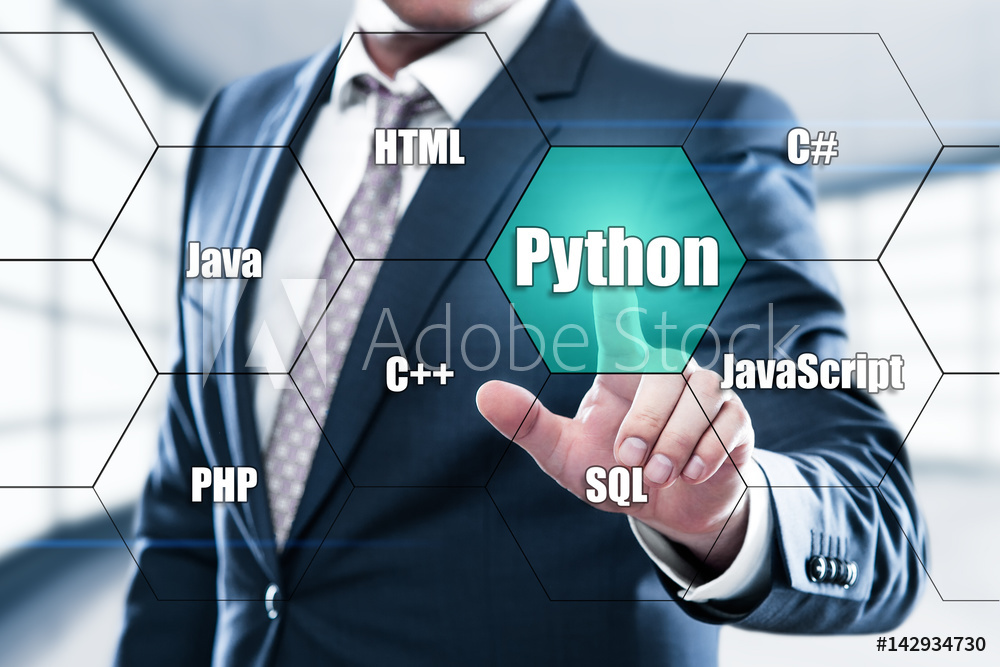 HTML
C#
Python
Java
Adobe Stock
C++
JavaScript
PHP
SQL
#142934730